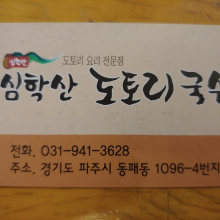 도토리 요리 전문점
심학산 도토리국수
전화. 031-941-3628
주소. 경기도 파주시 동패동 1096-4번지